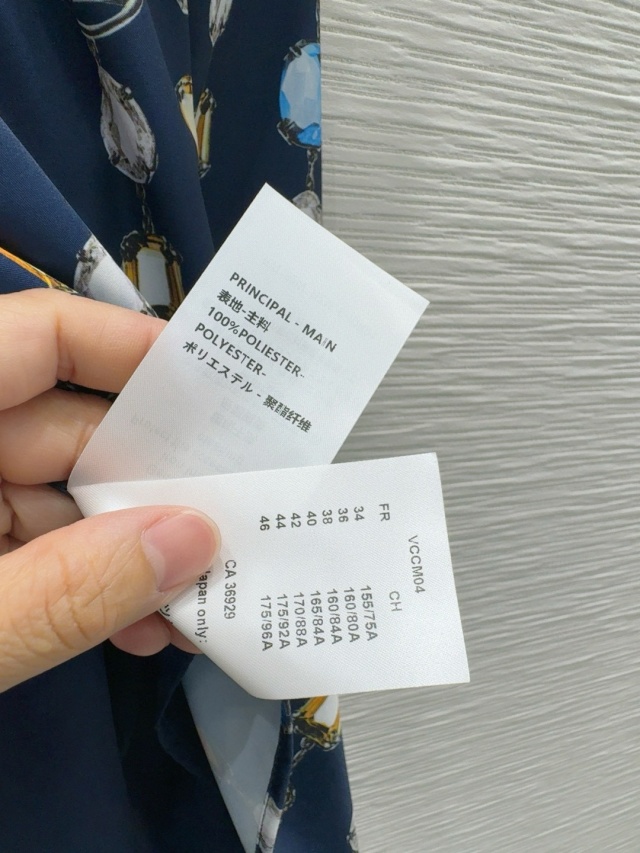 PRINCIPAL - MAIN
表地-主料
100%POLIESTER-
POLYESTER-
ポリエステル - 聚酯纤维
VCCM04
FR CH
34 155/75A
36 160/80A
38 160/84A
40 165/84A
42 170/88A
44 175/92A
46 175/96A
CA 36929
Japan only: